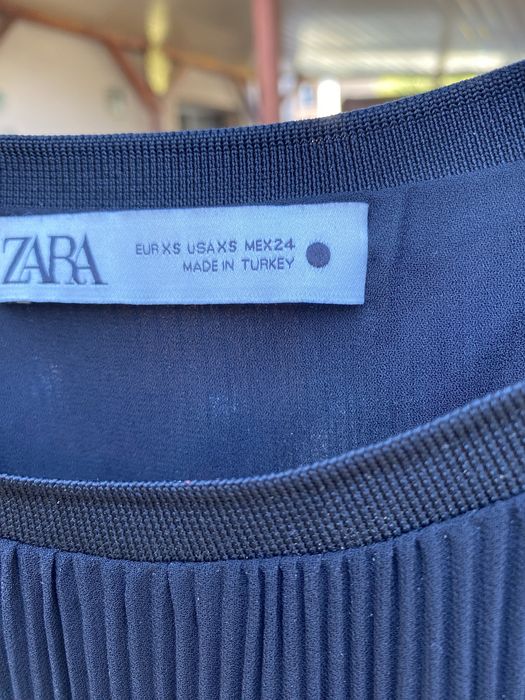 ZARA
EUR XS USA XS MEX 24
MADE IN TURKEY